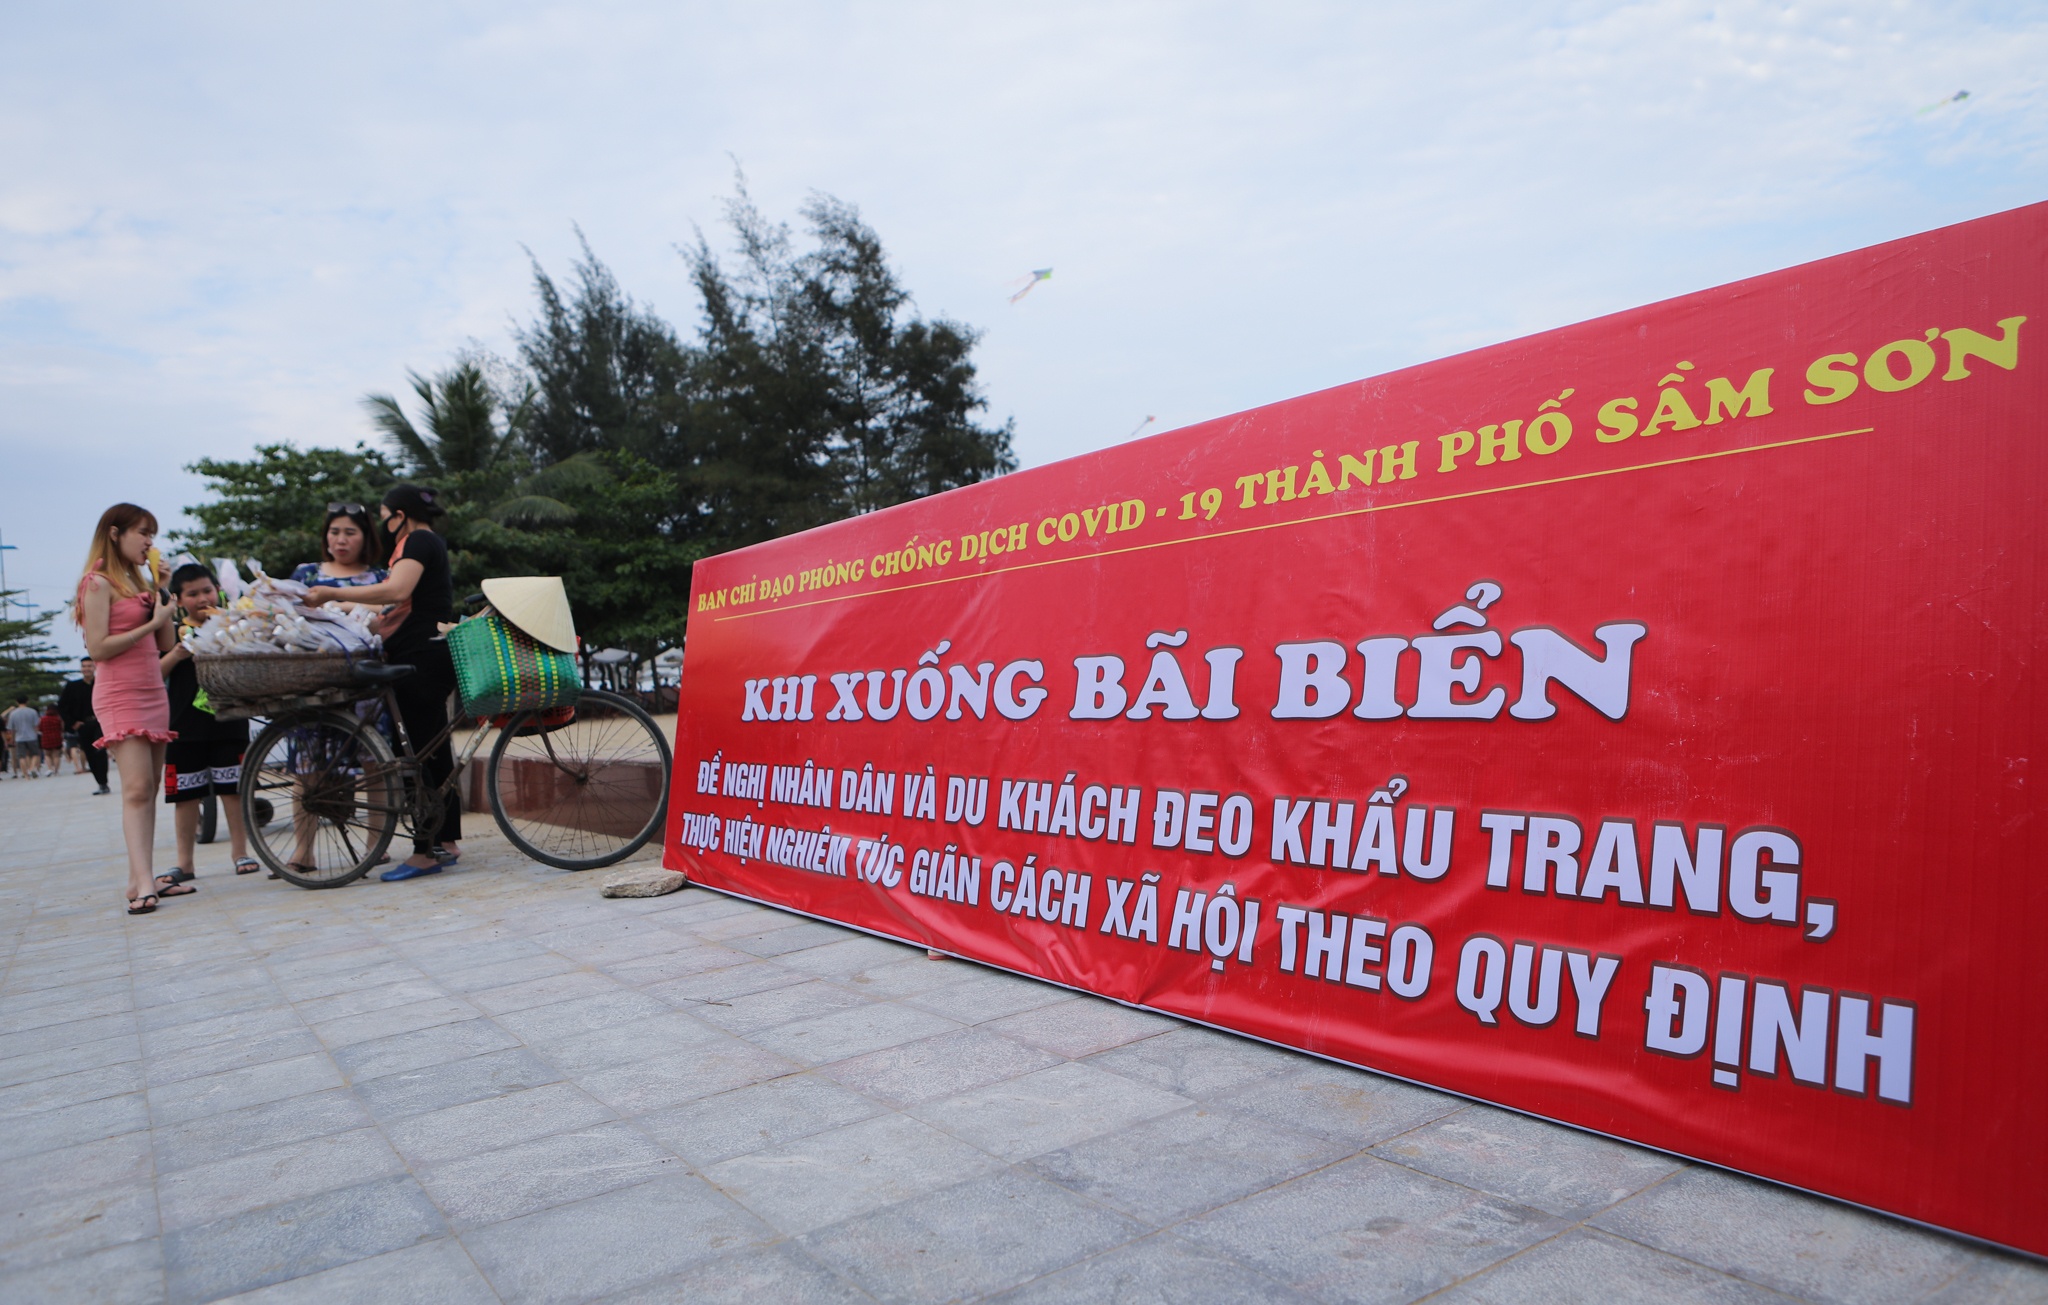 BAN CHỈ ĐẠO PHÒNG CHỐNG DỊCH COVID - 19 THÀNH PHỐ SẦM SƠN
KHI XUỐNG BÃI BIỂN
ĐỀ NGHỊ NHÂN DÂN VÀ DU KHÁCH ĐEO KHẨU TRANG,
THỰC HIỆN NGHIÊM TÚC GIÃN CÁCH XÃ HỘI THEO QUY ĐỊNH